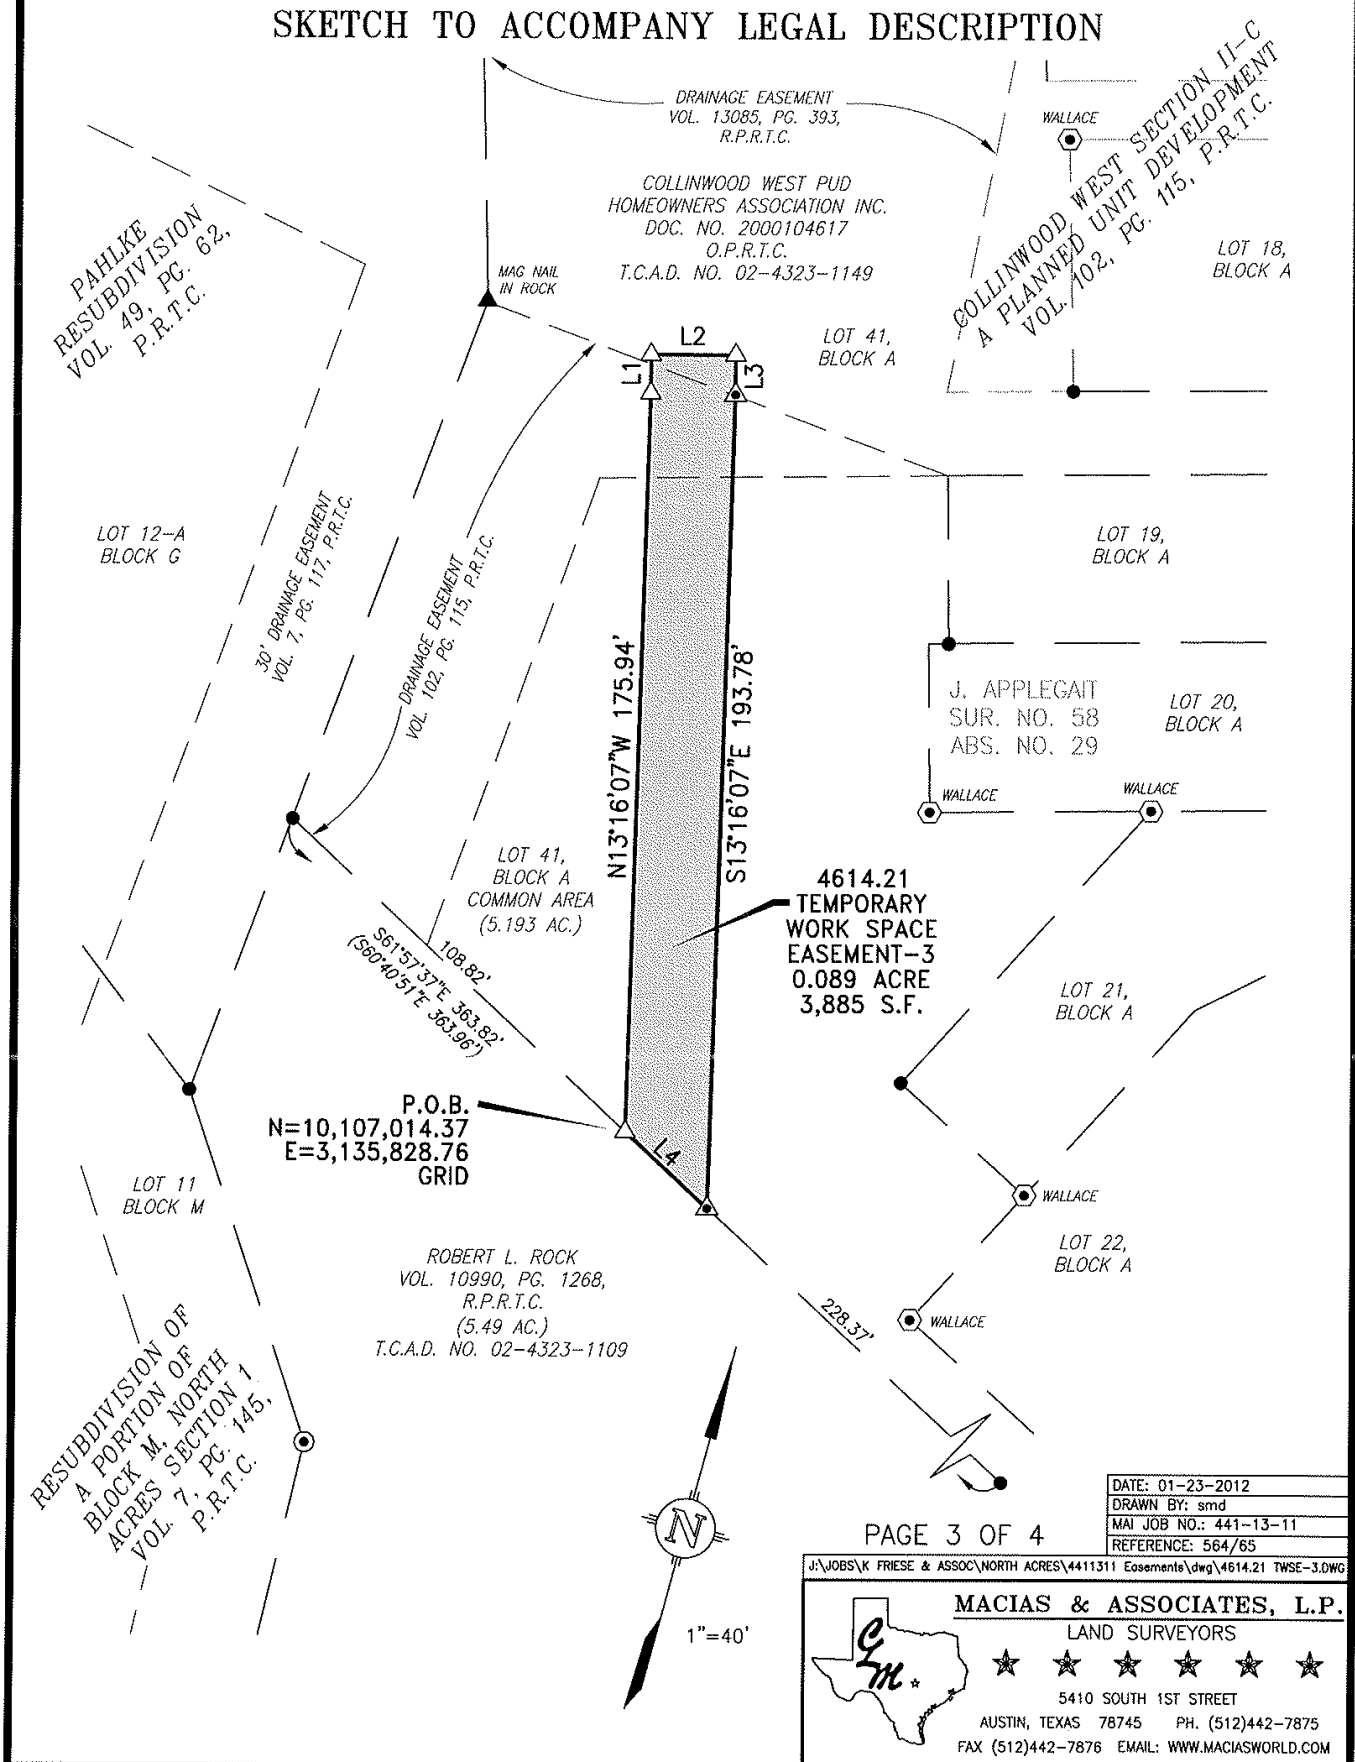 SKETCH TO ACCOMPANY LEGAL DESCRIPTION
DRAINAGE EASEMENT
VOL. 13085, PG. 393,
R.P.R.T.C.
WALLACE
COLLINWOOD WEST SECTION II-C
A PLANNED UNIT DEVELOPMENT
VOL. 102, PG. 115, P.R.T.C.
COLLINWOOD WEST PUD
HOMEOWNERS ASSOCIATION INC.
DOC. NO. 2000104617
O.P.R.T.C.
T.C.A.D. NO. 02-4323-1149
PAHLKE
RESUBDIVISION
VOL. 49, PG. 62,
P.R.T.C.
LOT 18,
BLOCK A
MAG NAIL
IN ROCK
L2
LOT 41,
BLOCK A
L1
L3
LOT 12-A
BLOCK G
30' DRAINAGE EASEMENT
VOL. 7, PG. 117, P.R.T.C.
DRAINAGE EASEMENT
VOL. 102, PG. 115, P.R.T.C.
LOT 19,
BLOCK A
N13°16'07"W 175.94'
S13°16'07"E 193.78'
J. APPLEGAIT
SUR. NO. 58
ABS. NO. 29
LOT 20,
BLOCK A
WALLACE
WALLACE
LOT 41,
BLOCK A
COMMON AREA
(5.193 AC.)
4614.21
TEMPORARY
WORK SPACE
EASEMENT-3
0.089 ACRE
3,885 S.F.
108.82'
S61°57'37"E 363.82'
(S60°40'51"E 363.96')
LOT 21,
BLOCK A
P.O.B.
N=10,107,014.37
E=3,135,828.76
GRID
L4
LOT 11
BLOCK M
WALLACE
LOT 22,
BLOCK A
ROBERT L. ROCK
VOL. 10990, PG. 1268,
R.P.R.T.C.
(5.49 AC.)
T.C.A.D. NO. 02-4323-1109
228.37'
WALLACE
RESUBDIVISION OF
A PORTION OF
BLOCK M, NORTH
ACRES SECTION 1
VOL. 7, PG. 145,
P.R.T.C.
N
1"=40'
PAGE 3 OF 4
DATE: 01-23-2012
DRAWN BY: smd
MAI JOB NO.: 441-13-11
REFERENCE: 564/65
J:\JOBS\K FRIESE & ASSOC\NORTH ACRES\4411311 Easements\dwg\4614.21 TWSE-3.DWG
GLM
MACIAS & ASSOCIATES, L.P.
LAND SURVEYORS
5410 SOUTH 1ST STREET
AUSTIN, TEXAS 78745 PH. (512)442-7875
FAX (512)442-7876 EMAIL: WWW.MACIASWORLD.COM